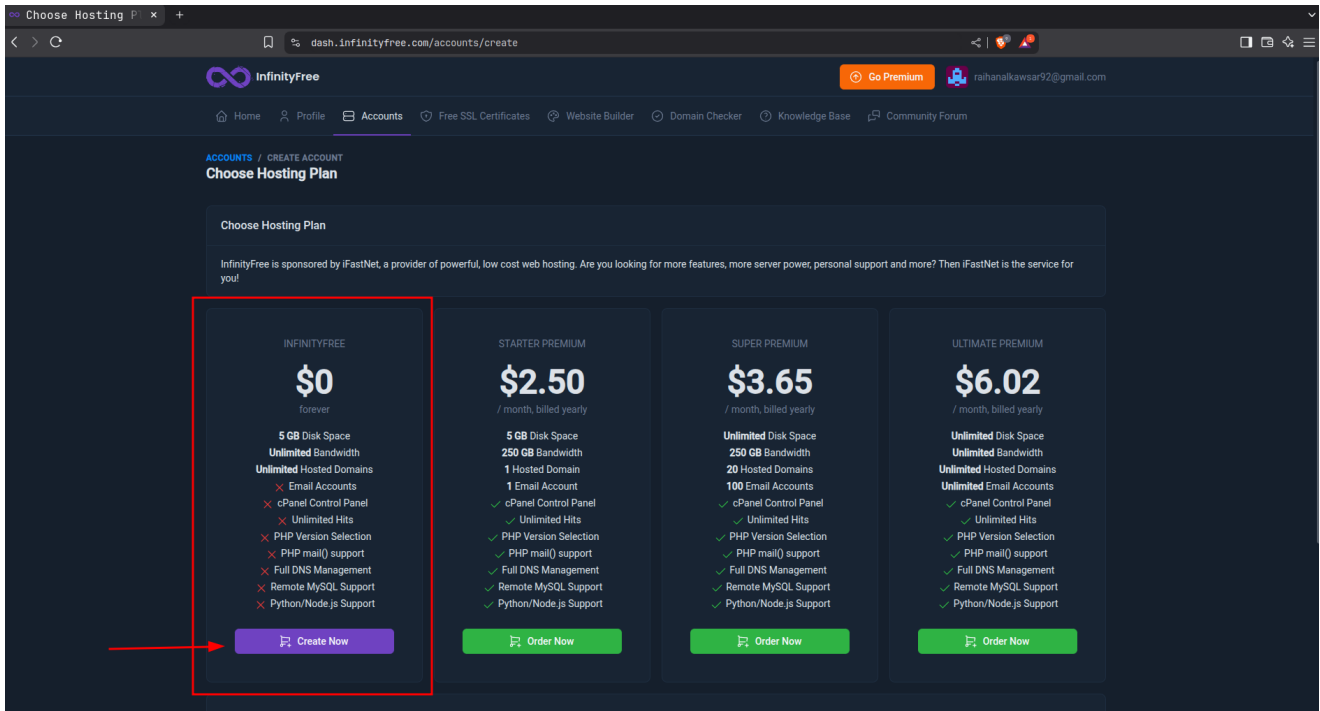 Choose Hosting Pl × +
dash.infinityfree.com/accounts/create
InfinityFree
Go Premium
raihanalkawsar92@gmail.com
Home Profile Accounts Free SSL Certificates Website Builder Domain Checker Knowledge Base Community Forum
ACCOUNTS / CREATE ACCOUNT
Choose Hosting Plan
Choose Hosting Plan
InfinityFree is sponsored by iFastNet, a provider of powerful, low cost web hosting. Are you looking for more features, more server power, personal support and more? Then iFastNet is the service for
you!
INFINITYFREE
$0
forever
5 GB Disk Space
Unlimited Bandwidth
Unlimited Hosted Domains
Email Accounts
cPanel Control Panel
Unlimited Hits
PHP Version Selection
PHP mail() support
Full DNS Management
Remote MySQL Support
Python/Node.js Support
Create Now
STARTER PREMIUM
$2.50
/ month, billed yearly
5 GB Disk Space
250 GB Bandwidth
1 Hosted Domain
1 Email Account
cPanel Control Panel
Unlimited Hits
PHP Version Selection
PHP mail() support
Full DNS Management
Remote MySQL Support
Python/Node.js Support
Order Now
SUPER PREMIUM
$3.65
/ month, billed yearly
Unlimited Disk Space
250 GB Bandwidth
20 Hosted Domains
100 Email Accounts
cPanel Control Panel
Unlimited Hits
PHP Version Selection
PHP mail() support
Full DNS Management
Remote MySQL Support
Python/Node.js Support
Order Now
ULTIMATE PREMIUM
$6.02
/ month, billed yearly
Unlimited Disk Space
Unlimited Bandwidth
Unlimited Hosted Domains
Unlimited Email Accounts
cPanel Control Panel
Unlimited Hits
PHP Version Selection
PHP mail() support
Full DNS Management
Remote MySQL Support
Python/Node.js Support
Order Now